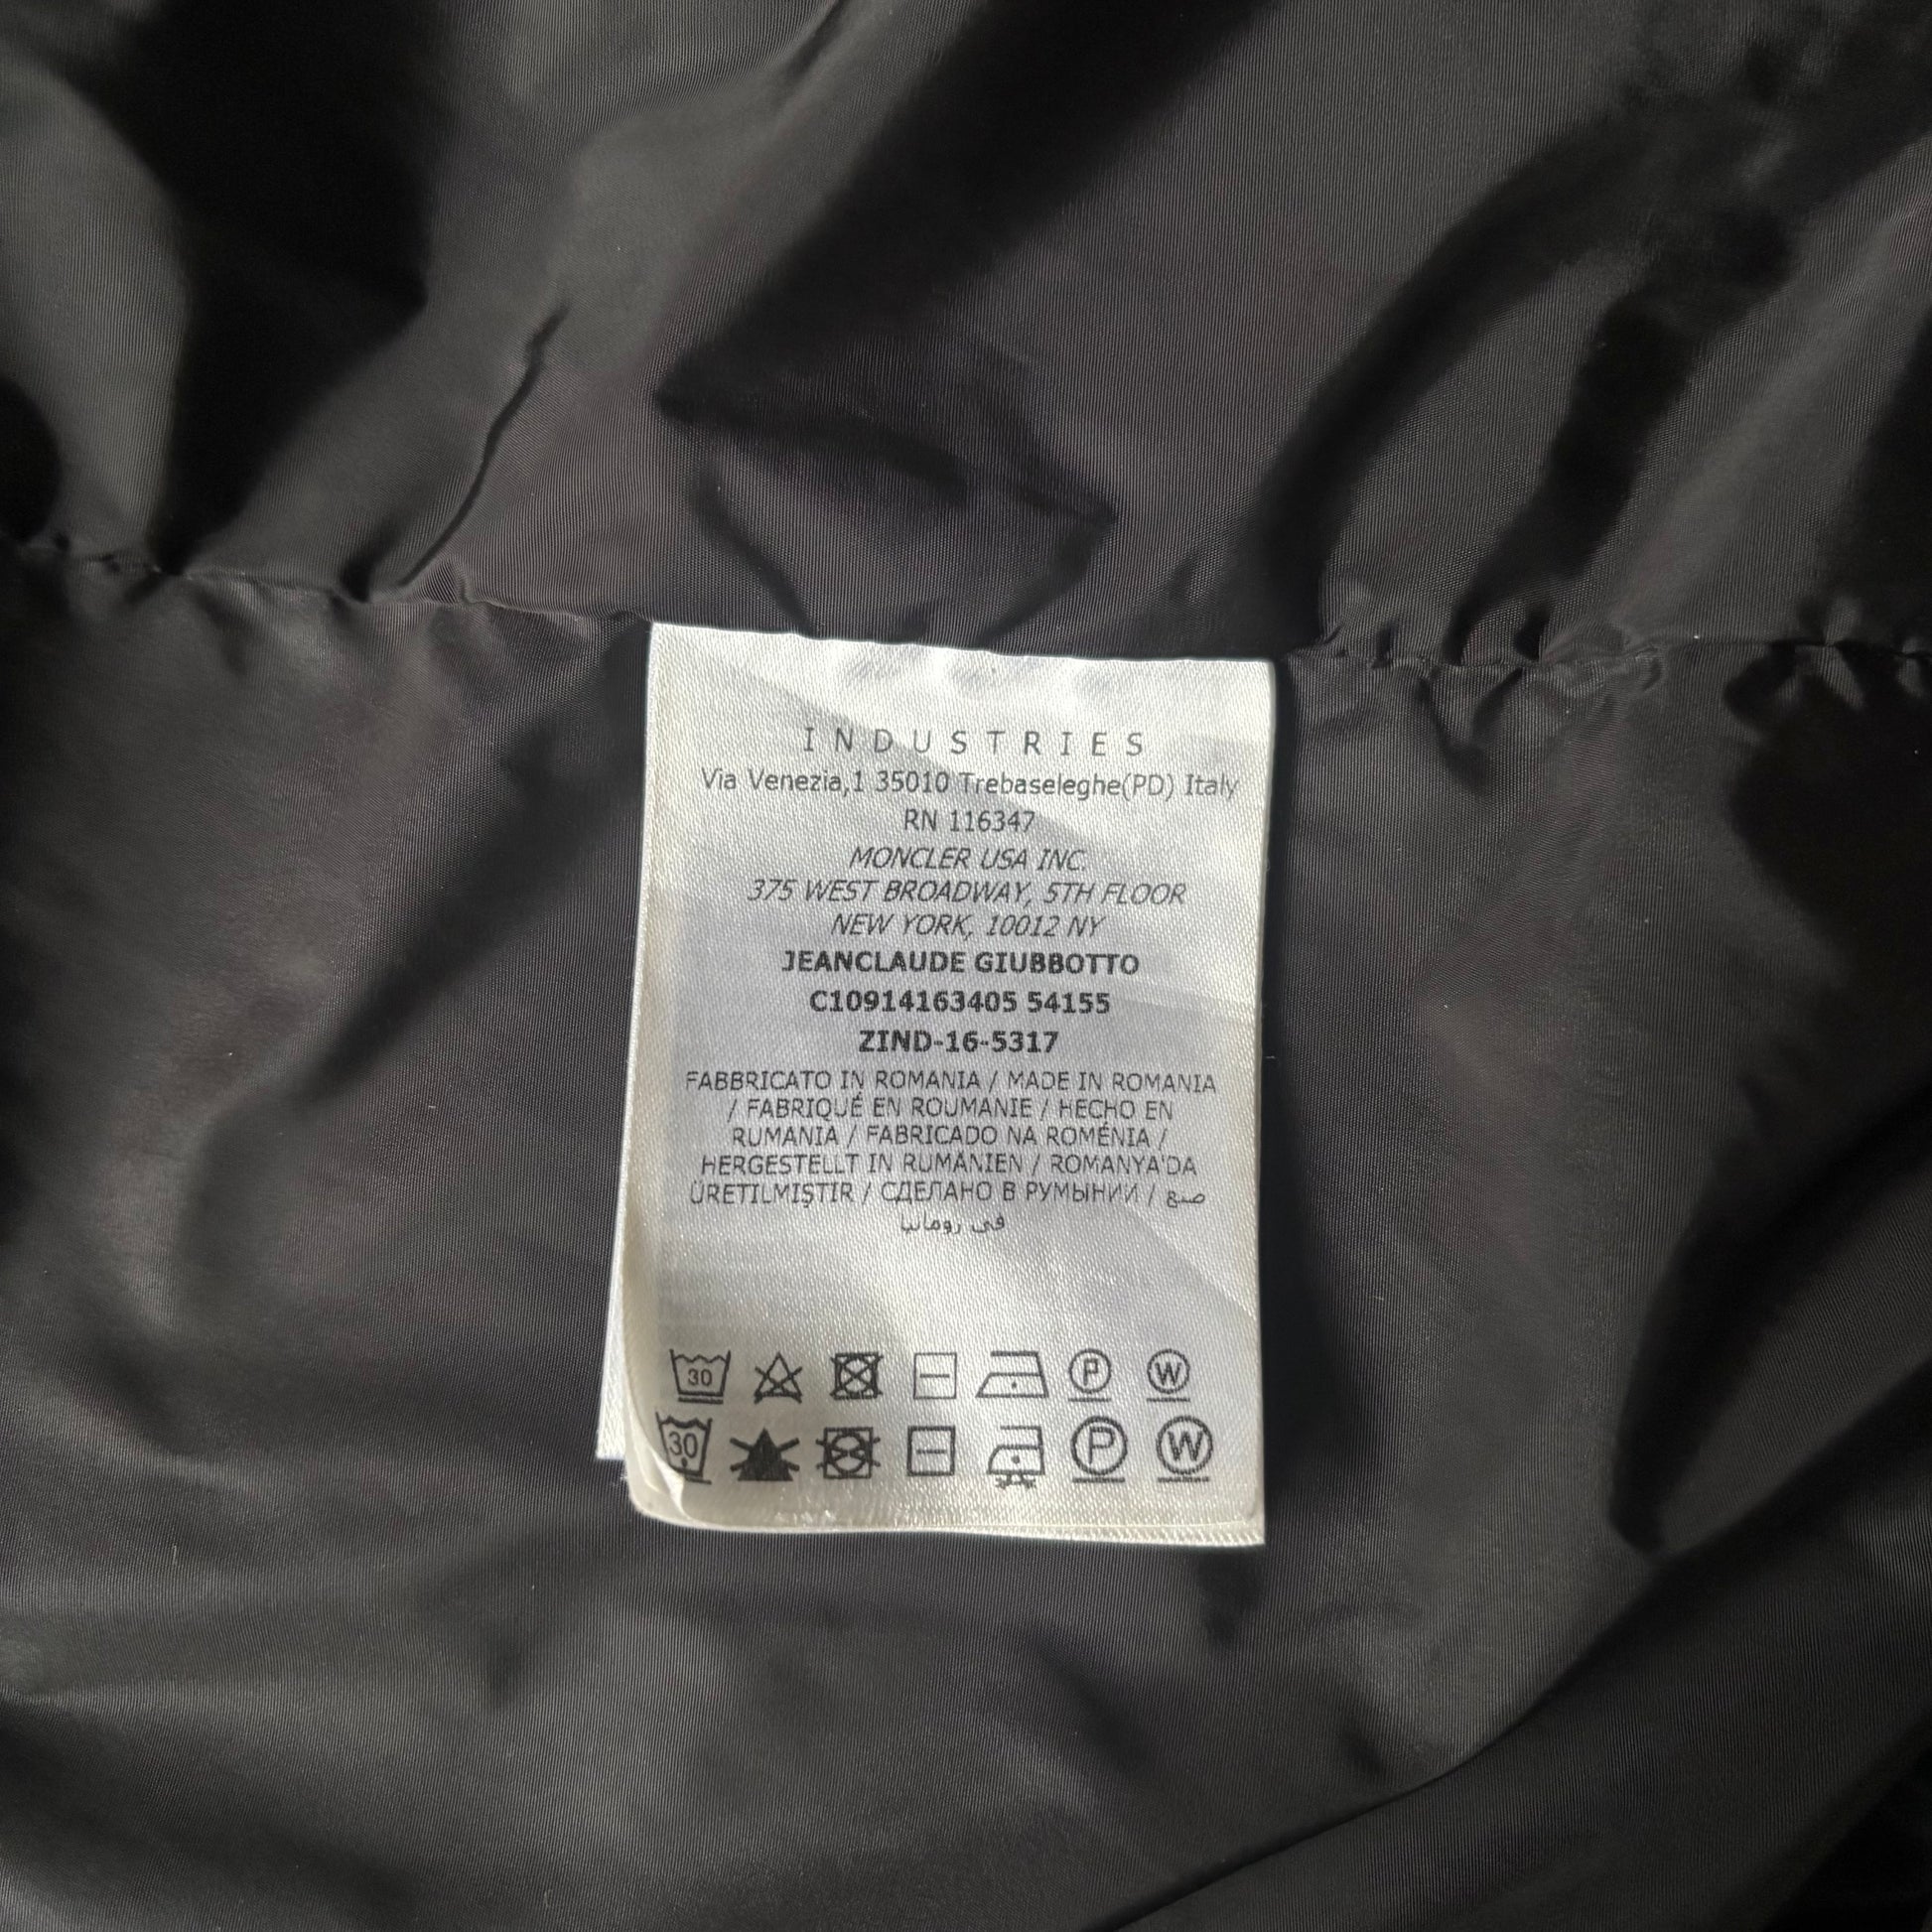 INDUSTRIES
Via Venezia,1 35010 Trebaseleghe(PD) Italy
RN 116347
MONCLER USA INC.
375 WEST BROADWAY, 5TH FLOOR
NEW YORK, 10012 NY
JEANCLAUDE GIUBBOTTO
C10914163405 54155
ZIND-16-5317
FABBRICATO IN ROMANIA / MADE IN ROMANIA
/ FABRIQUÉ EN ROUMANIE / HECHO EN
RUMANIA / FABRICADO NA ROMÉNIA /
HERGESTELLT IN RUMÄNIEN / ROMANYA'DA
ÜRETILMIŞTIR / СДЕЛАНО В РУМЫНИИ / صنع
في رومانيا
30 P W
30 P W